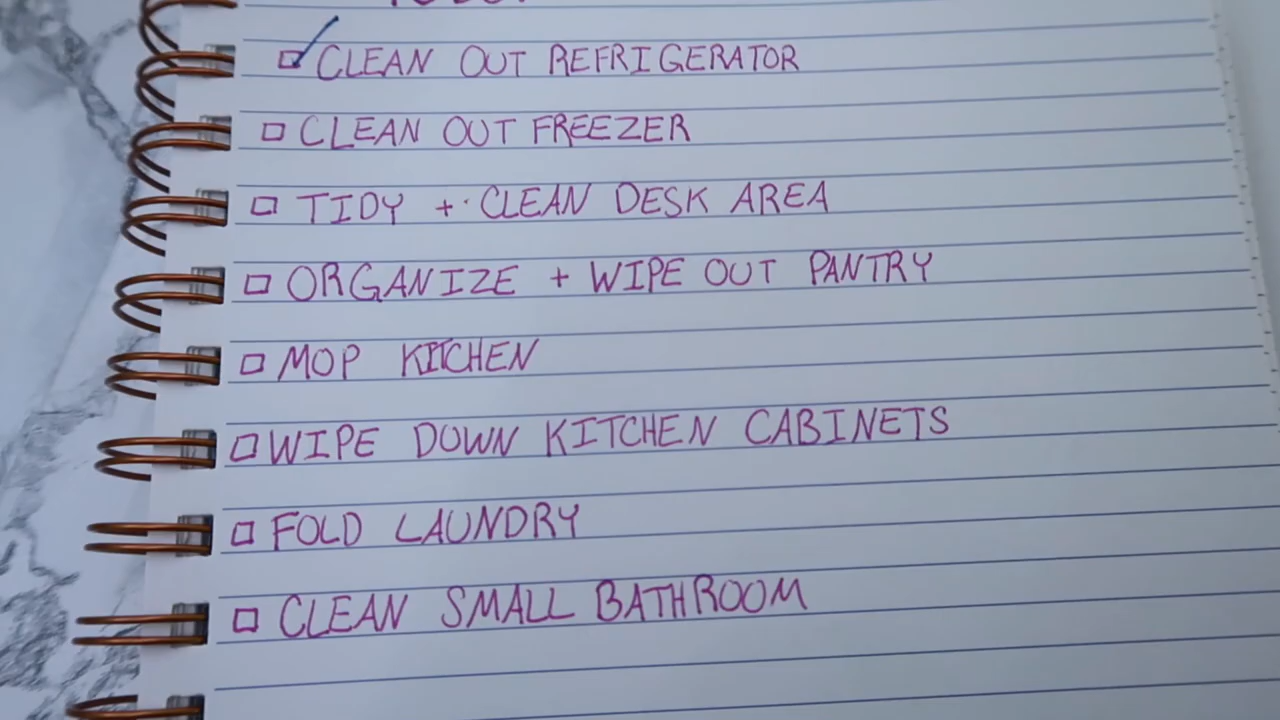 CLEAN OUT REFRIGERATOR
CLEAN OUT FREEZER
TIDY + CLEAN DESK AREA
ORGANIZE + WIPE OUT PANTRY
MOP KITCHEN
WIPE DOWN KITCHEN CABINETS
FOLD LAUNDRY
CLEAN SMALL BATHROOM